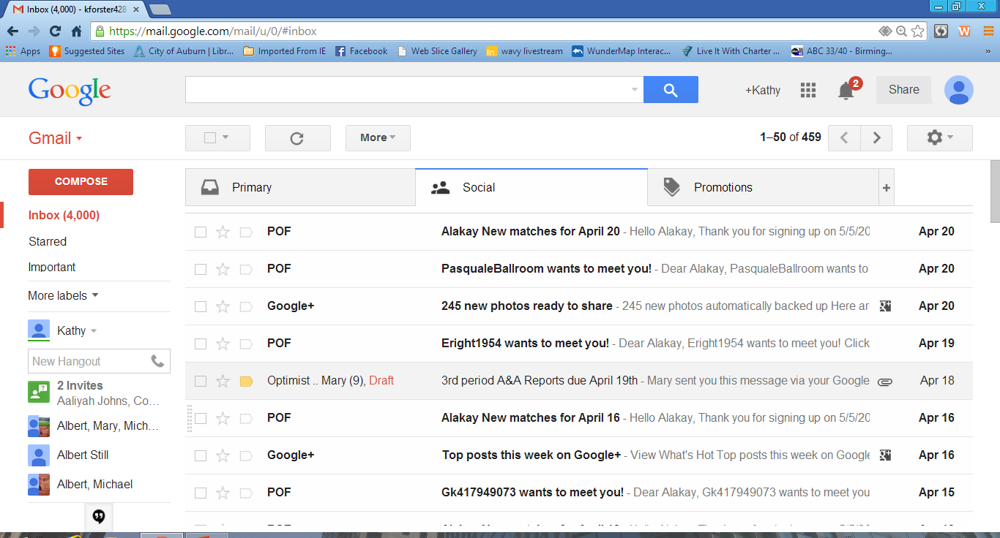 Inbox (4,000) - kforster428
https://mail.google.com/mail/u/0/#inbox
Apps Suggested Sites City of Auburn | Libr... Imported From IE Facebook Web Slice Gallery wavy livestream WunderMap Interac... Live It With Charter ... ABC 33/40 - Birming... »
Google +Kathy 2 Share
Gmail More 1–50 of 459
COMPOSE
Primary Social Promotions +
Inbox (4,000)
Starred
Important
More labels
Kathy
New Hangout
2 Invites
Aaliyah Johns, Co...
Albert, Mary, Mich...
Albert Still
Albert, Michael
POF Alakay New matches for April 20 - Hello Alakay, Thank you for signing up on 5/5/20 Apr 20
POF PasqualeBallroom wants to meet you! - Dear Alakay, PasqualeBallroom wants to Apr 20
Google+ 245 new photos ready to share - 245 new photos automatically backed up Here are Apr 20
POF Eright1954 wants to meet you! - Dear Alakay, Eright1954 wants to meet you! Click Apr 19
Optimist .. Mary (9), Draft 3rd period A&A Reports due April 19th - Mary sent you this message via your Google Apr 18
POF Alakay New matches for April 16 - Hello Alakay, Thank you for signing up on 5/5/20 Apr 16
Google+ Top posts this week on Google+ - View What's Hot Top posts this week on Google Apr 16
POF Gk417949073 wants to meet you! - Dear Alakay, Gk417949073 wants to meet you Apr 15